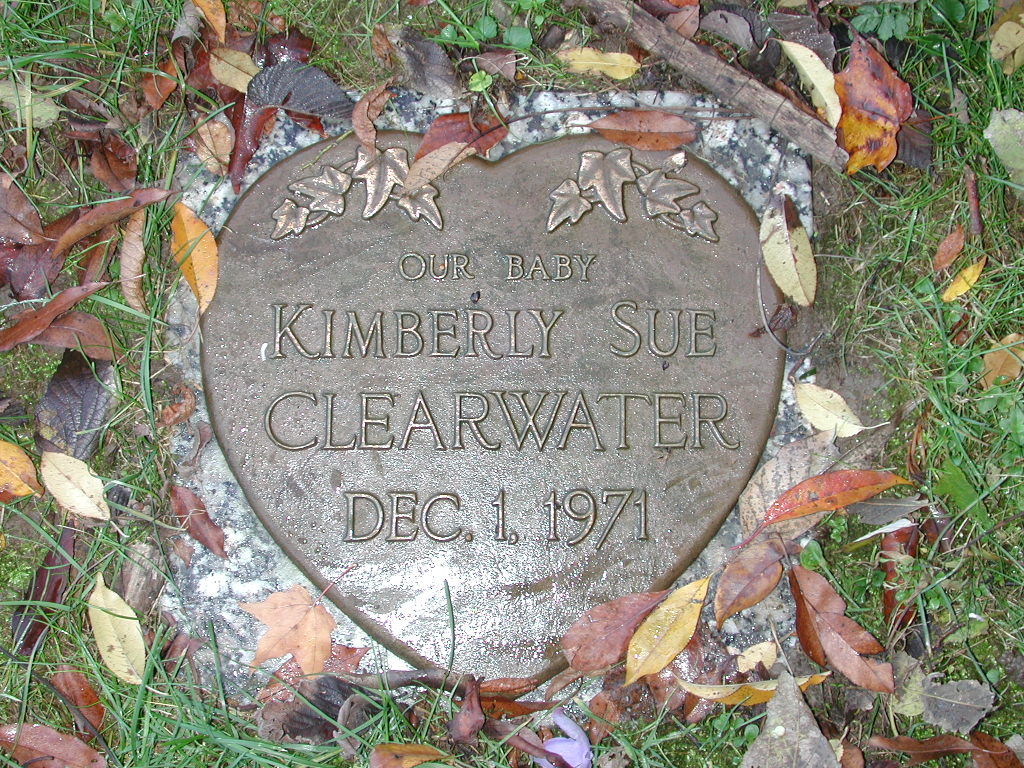 OUR BABY
KIMBERLY SUE
CLEARWATER
DEC. 1, 1971